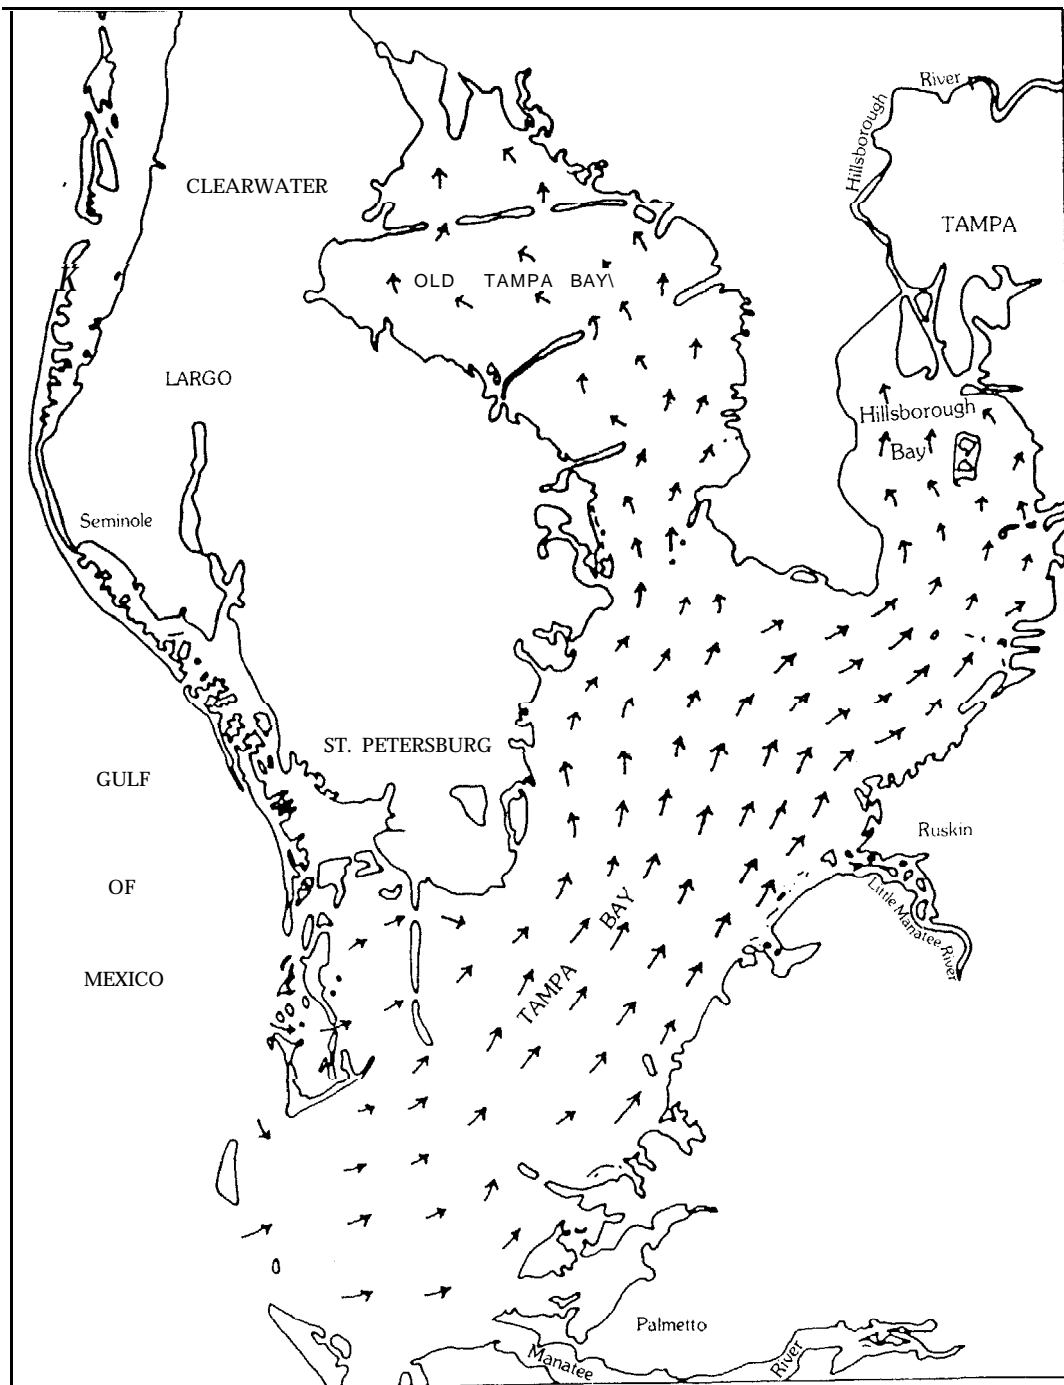 River
Hillsborough
CLEARWATER
TAMPA
K
OLD TAMPA BAY\
LARGO
Hillsborough
Bay
Seminole
ST. PETERSBURG
GULF
OF
MEXICO
Ruskin
Little Manatee River
TAMPA BAY
Palmetto
Manatee River